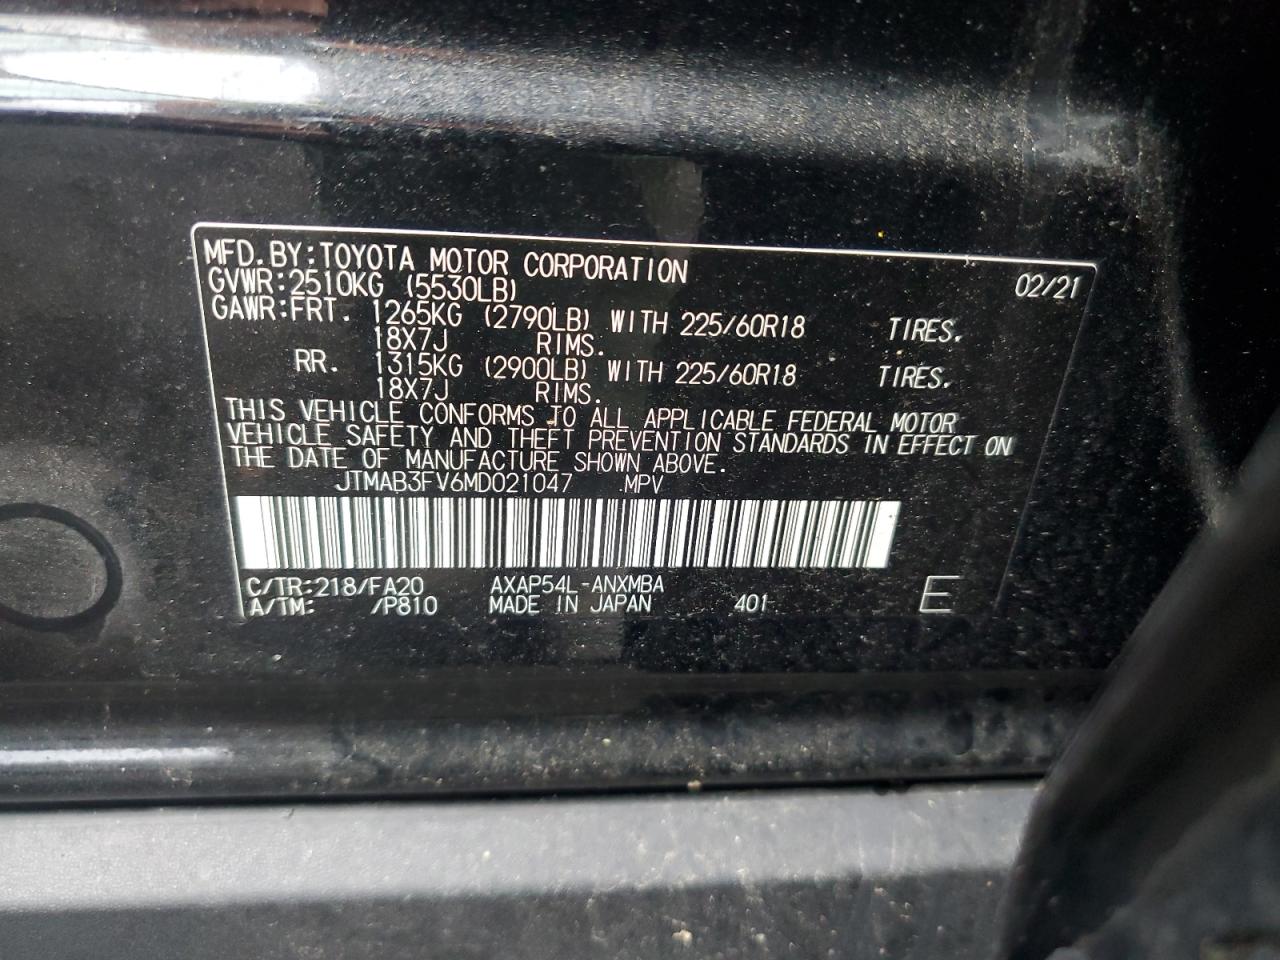 MFD.BY:TOYOTA MOTOR CORPORATION 02/21
GVWR:2510KG (5530LB)
GAWR:FRT. 1265KG (2790LB) WITH 225/60R18 TIRES.
18X7J RIMS.
RR. 1315KG (2900LB) WITH 225/60R18 TIRES.
18X7J RIMS.
THIS VEHICLE CONFORMS TO ALL APPLICABLE FEDERAL MOTOR
VEHICLE SAFETY AND THEFT PREVENTION STANDARDS IN EFFECT ON
THE DATE OF MANUFACTURE SHOWN ABOVE.
JTMAB3FV6MD021047 MPV
C/TR:218/FA20 AXAP54L-ANXMBA
A/TM: /P810 MADE IN JAPAN 401 E